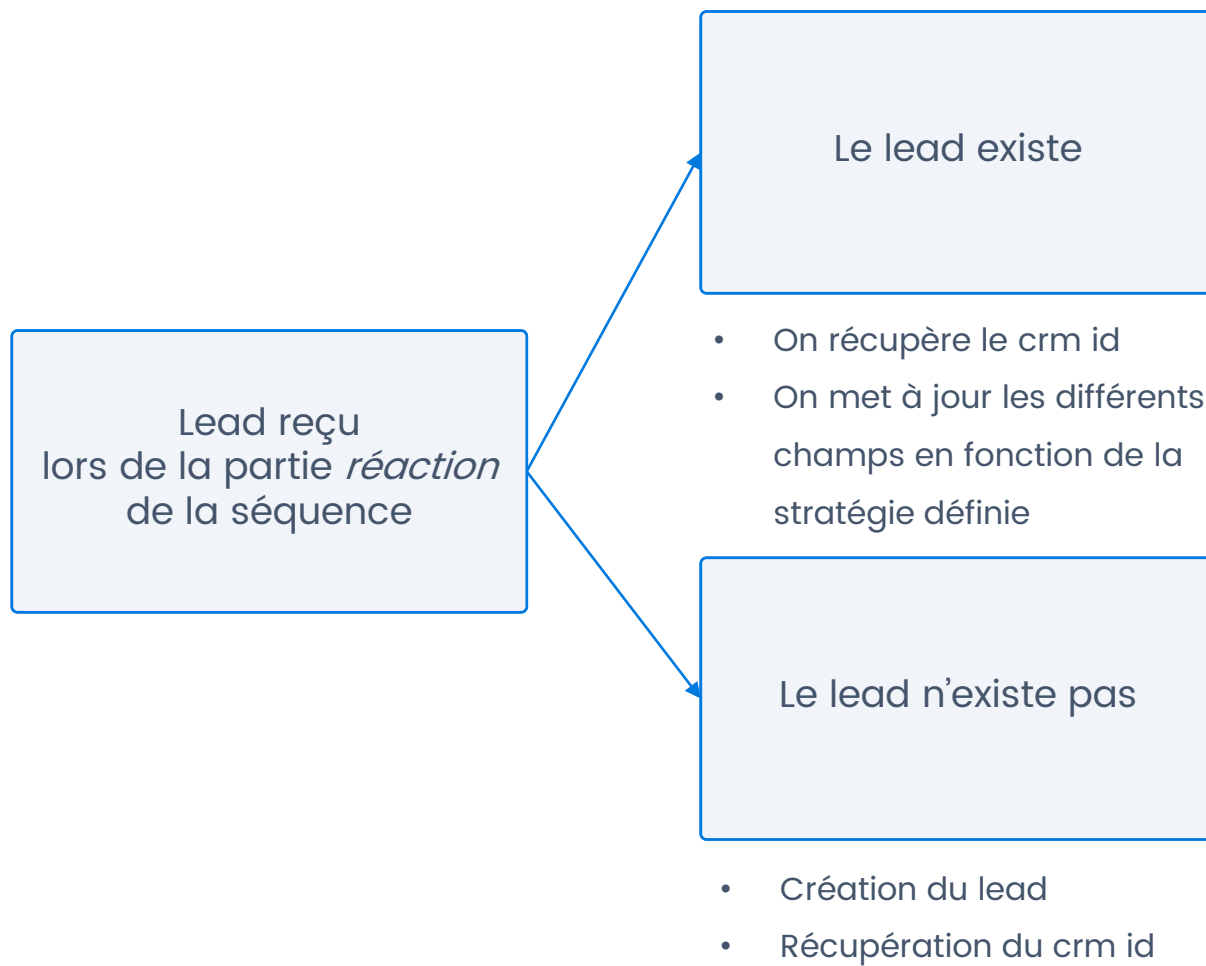 Lead reçu
lors de la partie réaction
de la séquence
Le lead existe
• On récupère le crm id
• On met à jour les différents
champs en fonction de la
stratégie définie
Le lead n’existe pas
• Création du lead
• Récupération du crm id